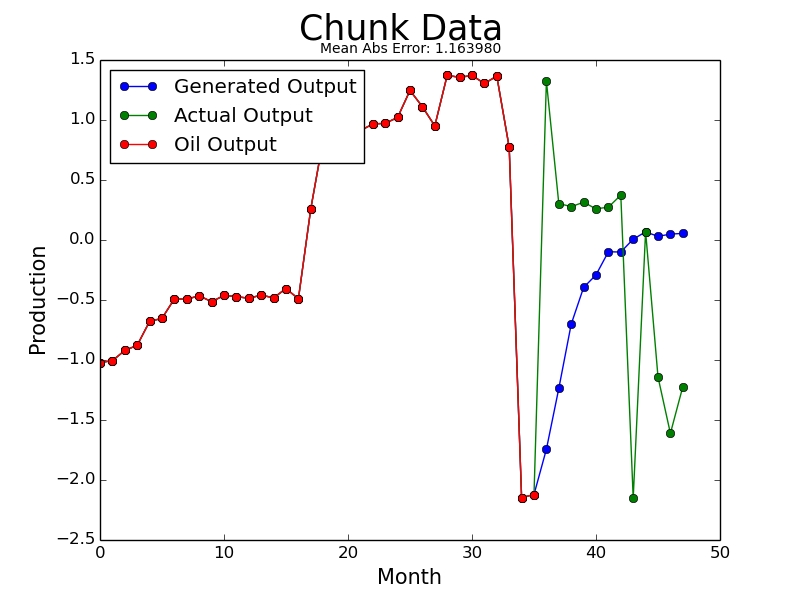 Chunk Data
Mean Abs Error: 1.163980
Generated Output
Actual Output
Oil Output
1.5
1.0
0.5
0.0
−0.5
−1.0
−1.5
−2.0
−2.5
Production
0 10 20 30 40 50
Month